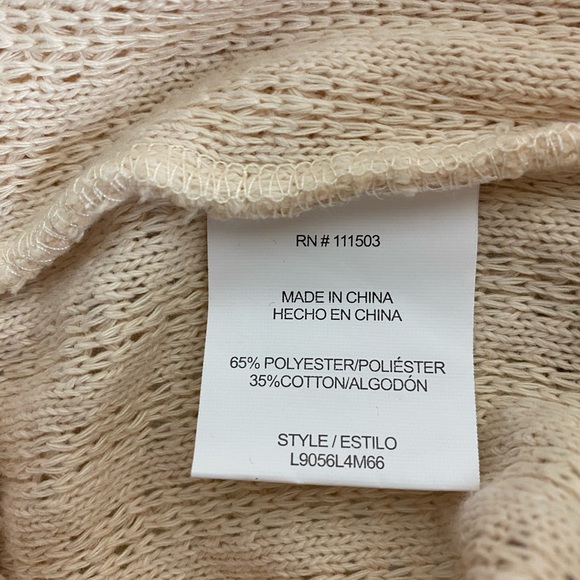 RN # 111503
MADE IN CHINA
HECHO EN CHINA
65% POLYESTER/POLIÉSTER
35%COTTON/ALGODÓN
STYLE / ESTILO
L9056L4M66